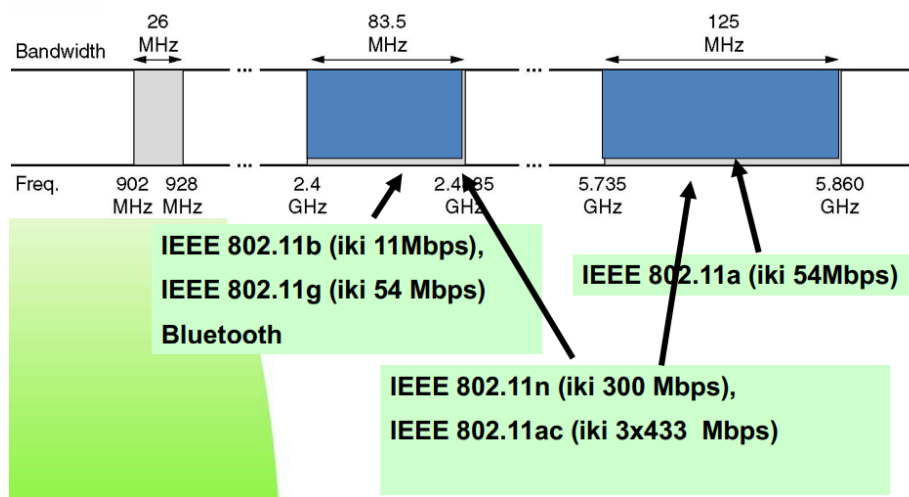 26
MHz
83.5
MHz
125
MHz
Bandwidth
... ...
Freq.
902
MHz
928
MHz
2.4
GHz
2.4835
GHz
5.735
GHz
5.860
GHz
IEEE 802.11b (iki 11Mbps),
IEEE 802.11g (iki 54 Mbps)
Bluetooth
IEEE 802.11a (iki 54Mbps)
IEEE 802.11n (iki 300 Mbps),
IEEE 802.11ac (iki 3x433 Mbps)